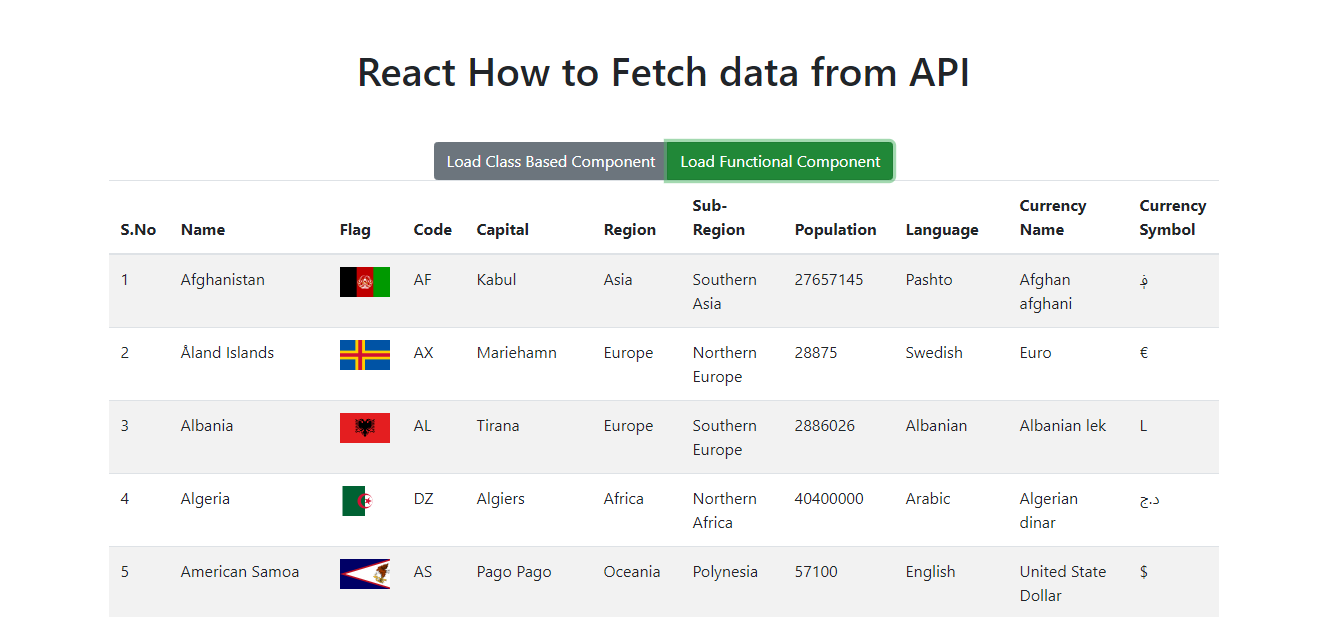 React How to Fetch data from API
Load Class Based Component Load Functional Component
S.No Name Flag Code Capital Region Sub-Region Population Language Currency Name Currency Symbol
1 Afghanistan AF Kabul Asia Southern Asia 27657145 Pashto Afghan afghani ؋
2 Åland Islands AX Mariehamn Europe Northern Europe 28875 Swedish Euro €
3 Albania AL Tirana Europe Southern Europe 2886026 Albanian Albanian lek L
4 Algeria DZ Algiers Africa Northern Africa 40400000 Arabic Algerian dinar د.ج
5 American Samoa AS Pago Pago Oceania Polynesia 57100 English United State Dollar $